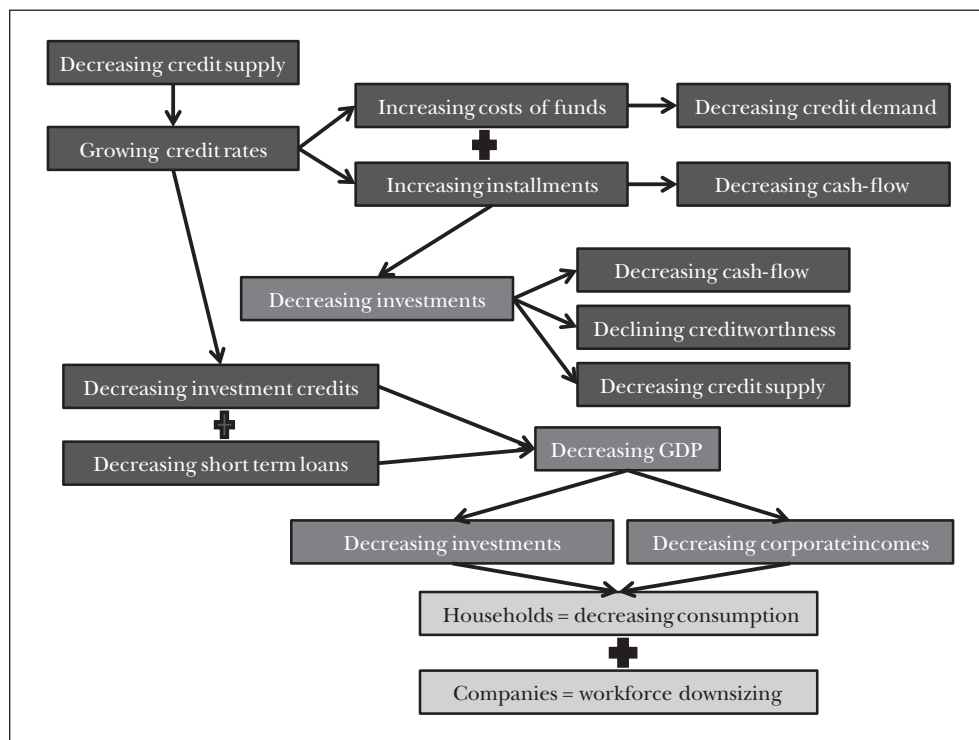 Decreasing credit supply
Increasing costs of funds
Decreasing credit demand
Growing credit rates
Increasing installments
Decreasing cash-flow
Decreasing cash-flow
Decreasing investments
Declining creditworthness
Decreasing investment credits
Decreasing credit supply
Decreasing short term loans
Decreasing GDP
Decreasing investments
Decreasing corporate incomes
Households = decreasing consumption
Companies = workforce downsizing